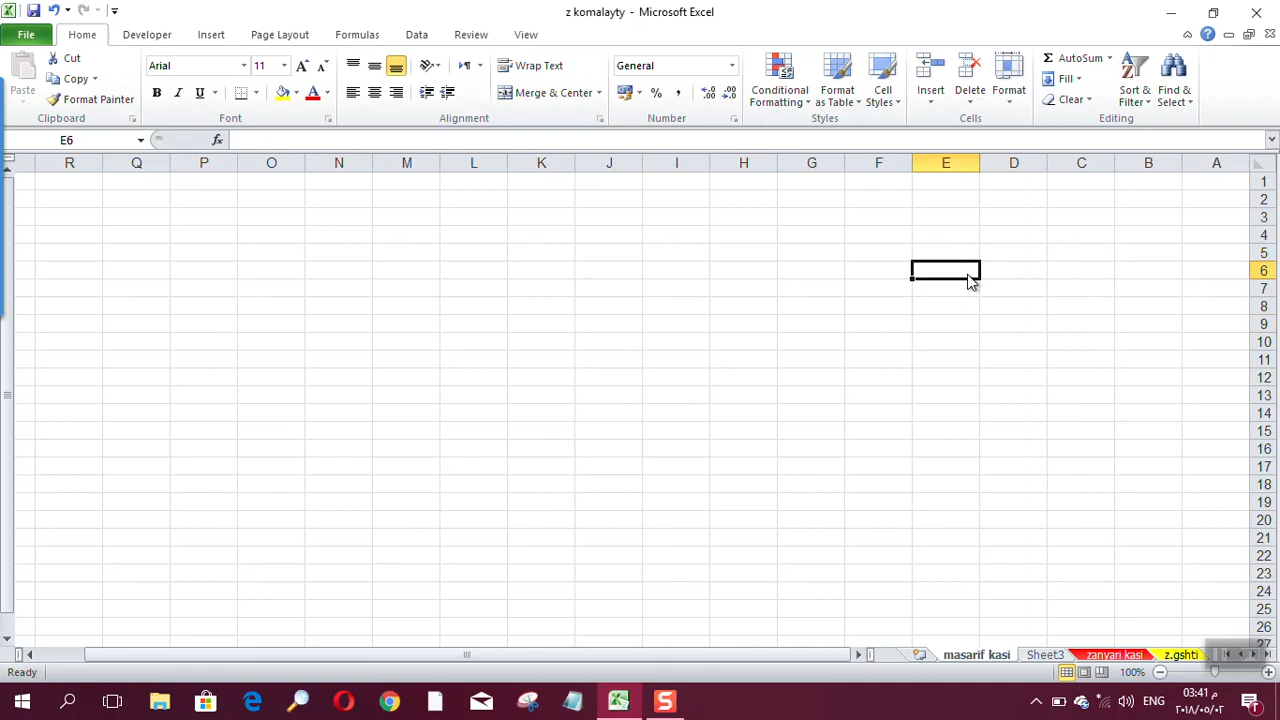 z komalayty - Microsoft Excel
File Home Developer Insert Page Layout Formulas Data Review View
Paste
Cut
Copy
Format Painter
Clipboard
Arial 11
B I U A
Font
Wrap Text
Merge & Center
Alignment
General
% ,
Number
Conditional Formatting
Format as Table
Cell Styles
Styles
Insert
Delete
Format
Cells
Σ AutoSum
Fill
Clear
Sort & Filter
Find & Select
Editing
E6 fx
R Q P O N M L K J I H G F E D C B A
1
2
3
4
5
6
7
8
9
10
11
12
13
14
15
16
17
18
19
20
21
22
23
24
25
26
27
masarif kasi Sheet3 zanyari kasi z.gshti
Ready 100%
ENG
03:41 م
٢٠١٨/٠٥/٠٢